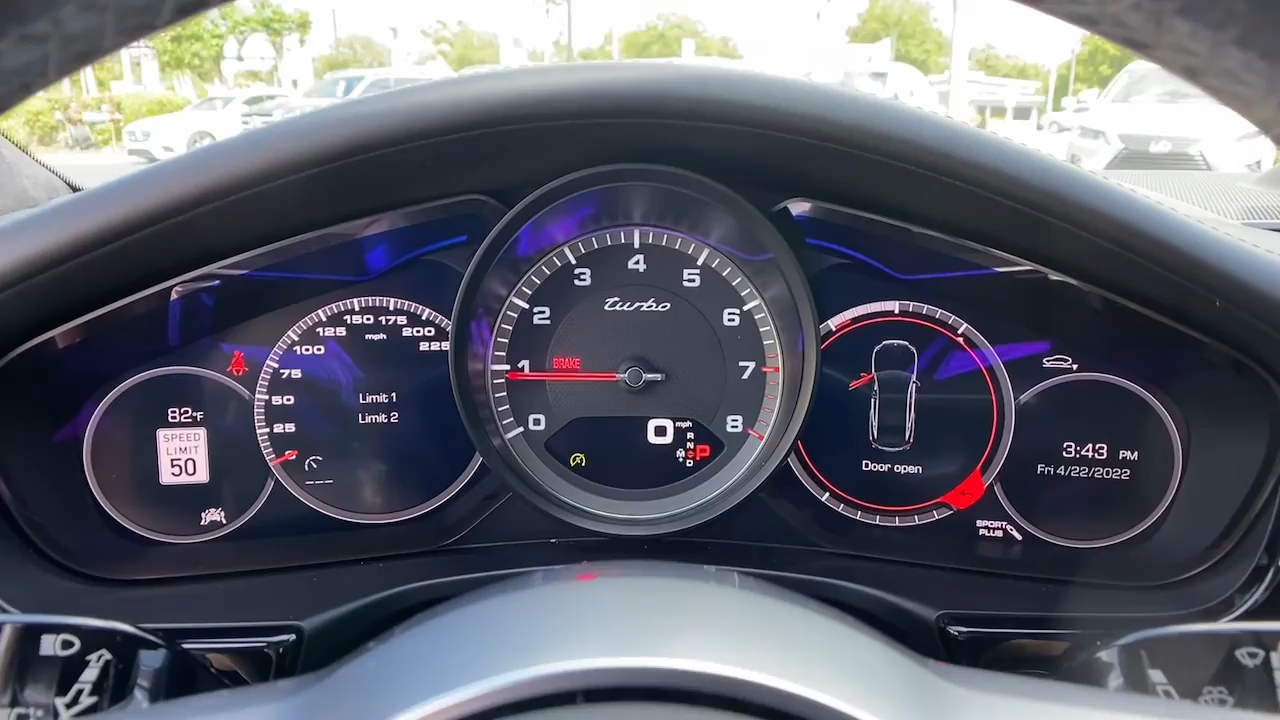 82°F
SPEED
LIMIT
50
25
50
75
100
125
150
175
200
225
mph
Limit 1
Limit 2
---
0
1
2
3
4
5
6
7
8
turbo
BRAKE
0 mph
R
N
D
M
+
-
P
Door open
SPORT
PLUS
3:43 PM
Fri 4/22/2022